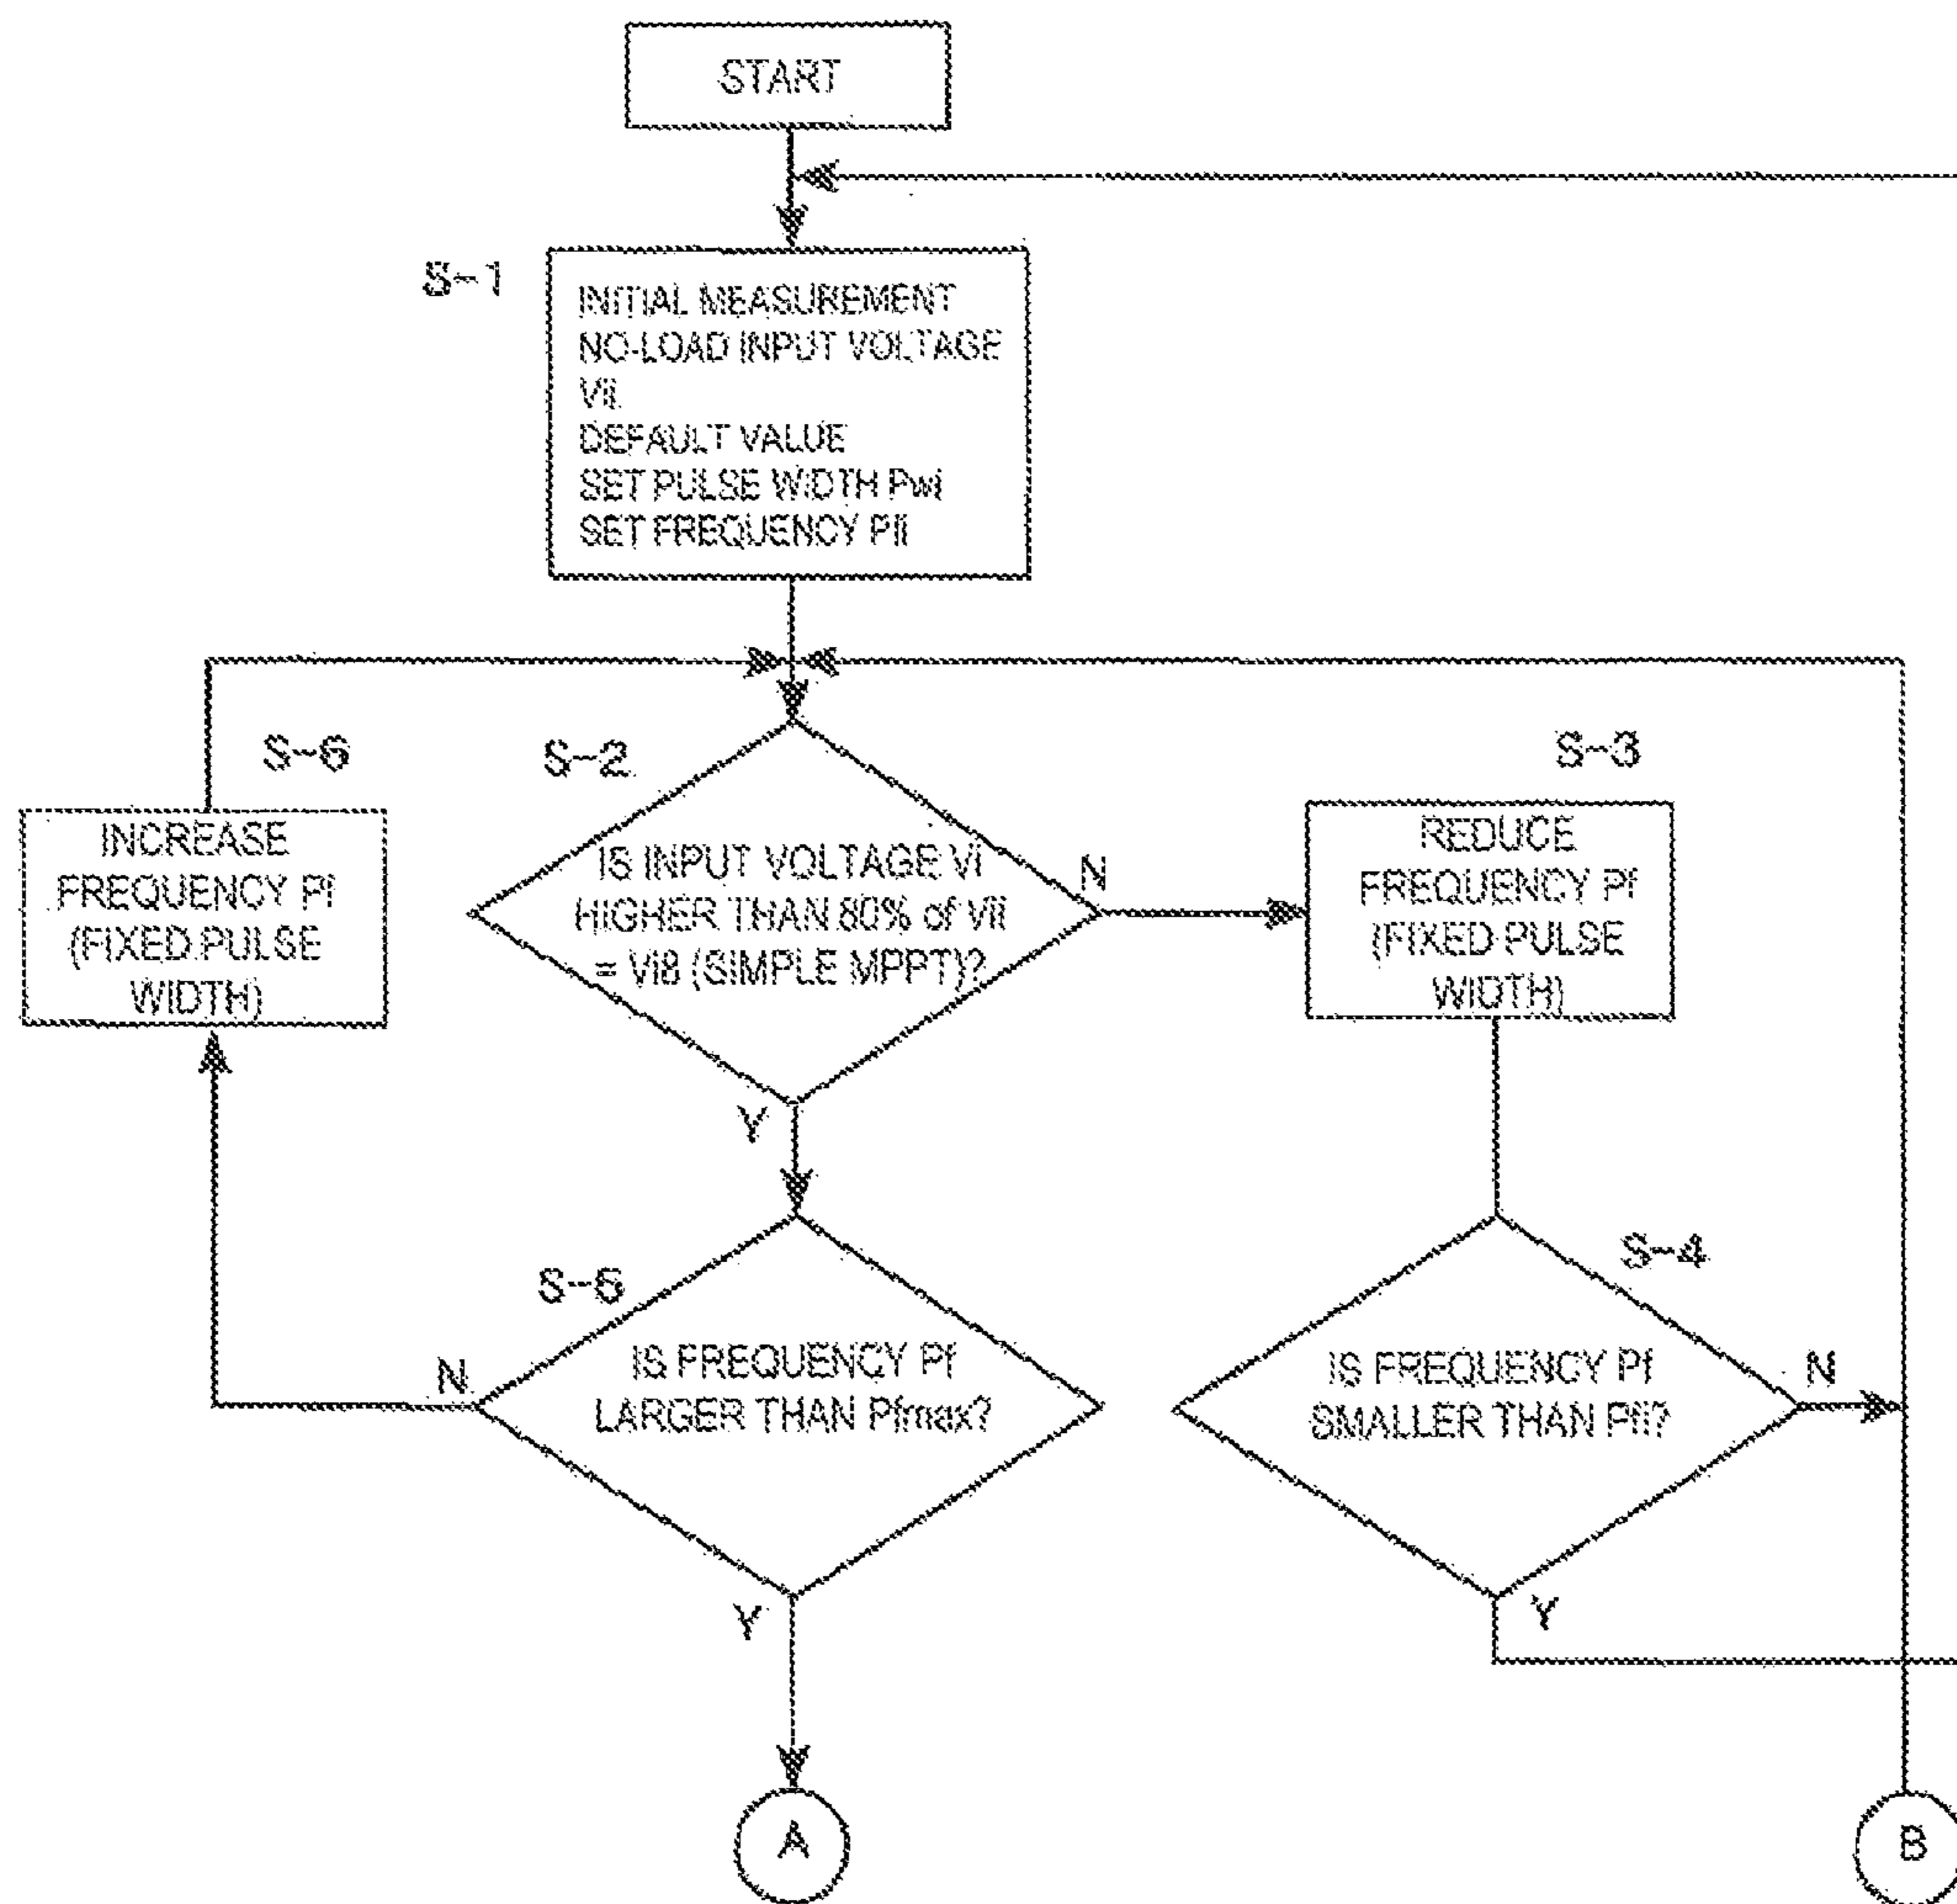 START
S-1
INITIAL MEASUREMENT
NO-LOAD INPUT VOLTAGE
Vii.
DEFAULT VALUE
SET PULSE WIDTH Pwi
SET FREQUENCY Pfi
S-6
INCREASE
FREQUENCY Pf
(FIXED PULSE
WIDTH)
S-2
IS INPUT VOLTAGE Vi
HIGHER THAN 80% of Vii
= Vi8 (SIMPLE MPPT)?
N
Y
S-3
REDUCE
FREQUENCY Pf
(FIXED PULSE
WIDTH)
S-5
IS FREQUENCY Pf
LARGER THAN Pfmax?
N
Y
S-4
IS FREQUENCY Pf
SMALLER THAN Pfi?
N
Y
A
B